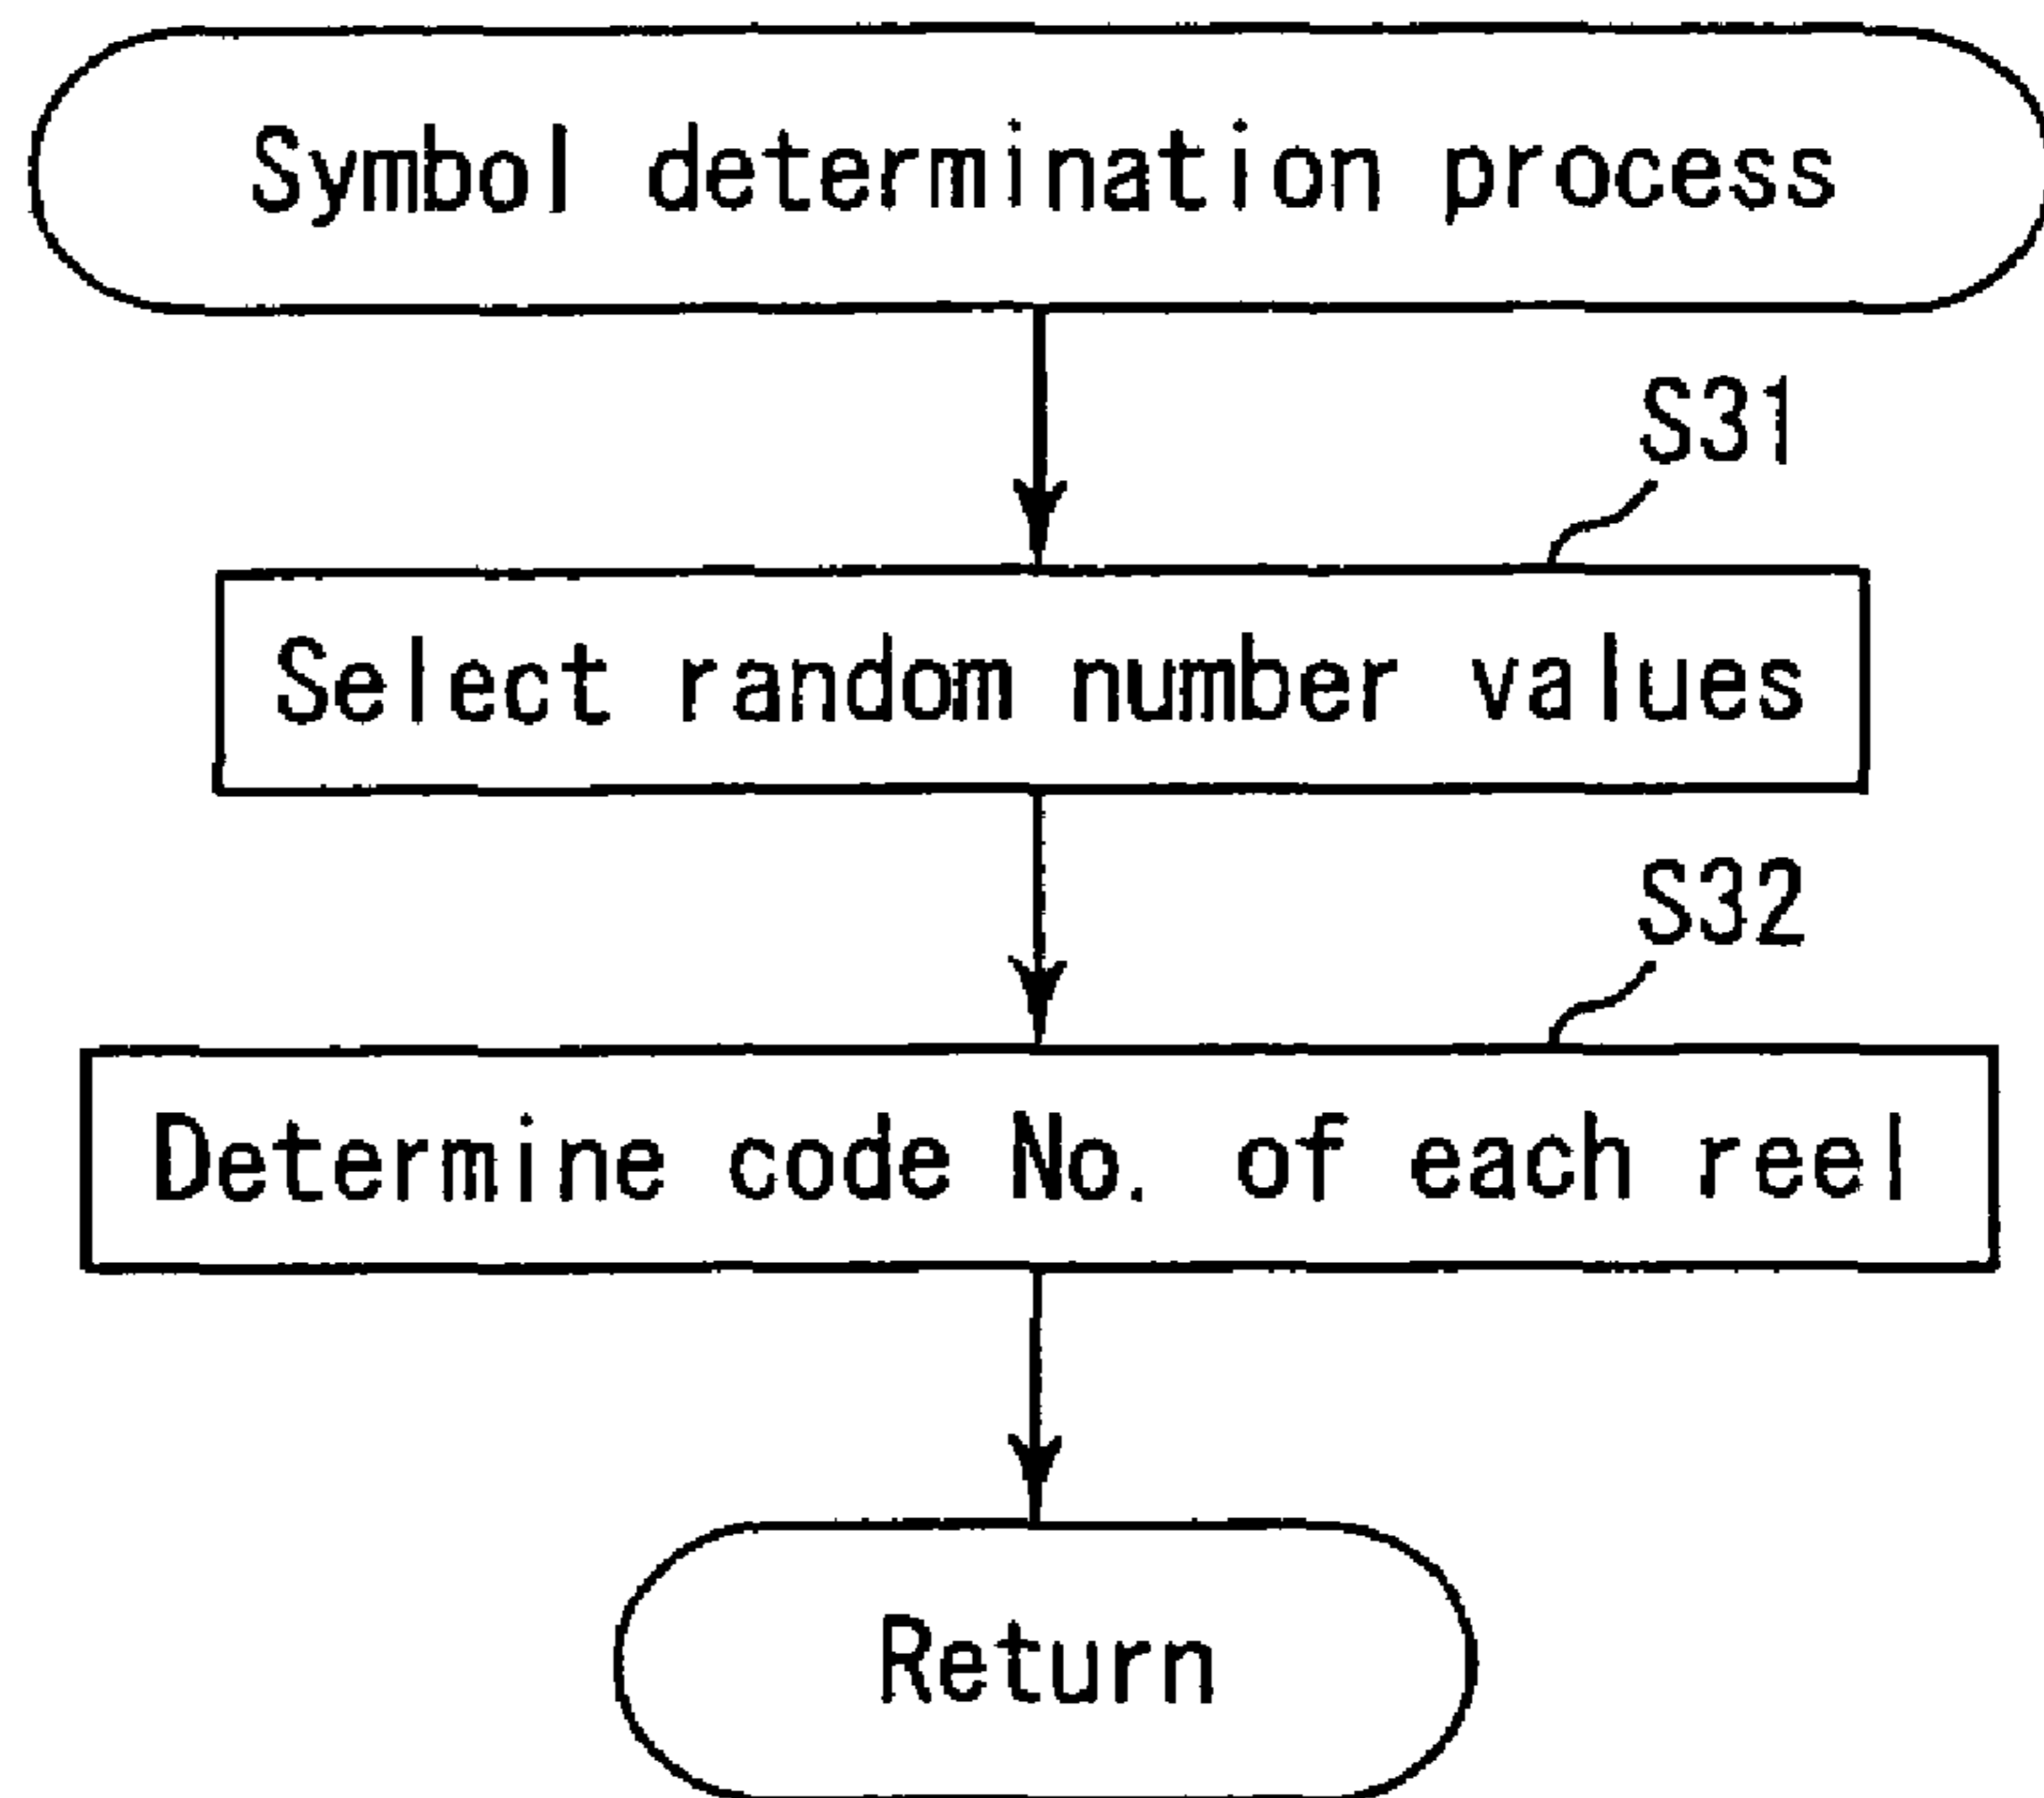 Symbol determination process
S31
Select random number values
S32
Determine code No. of each reel
Return